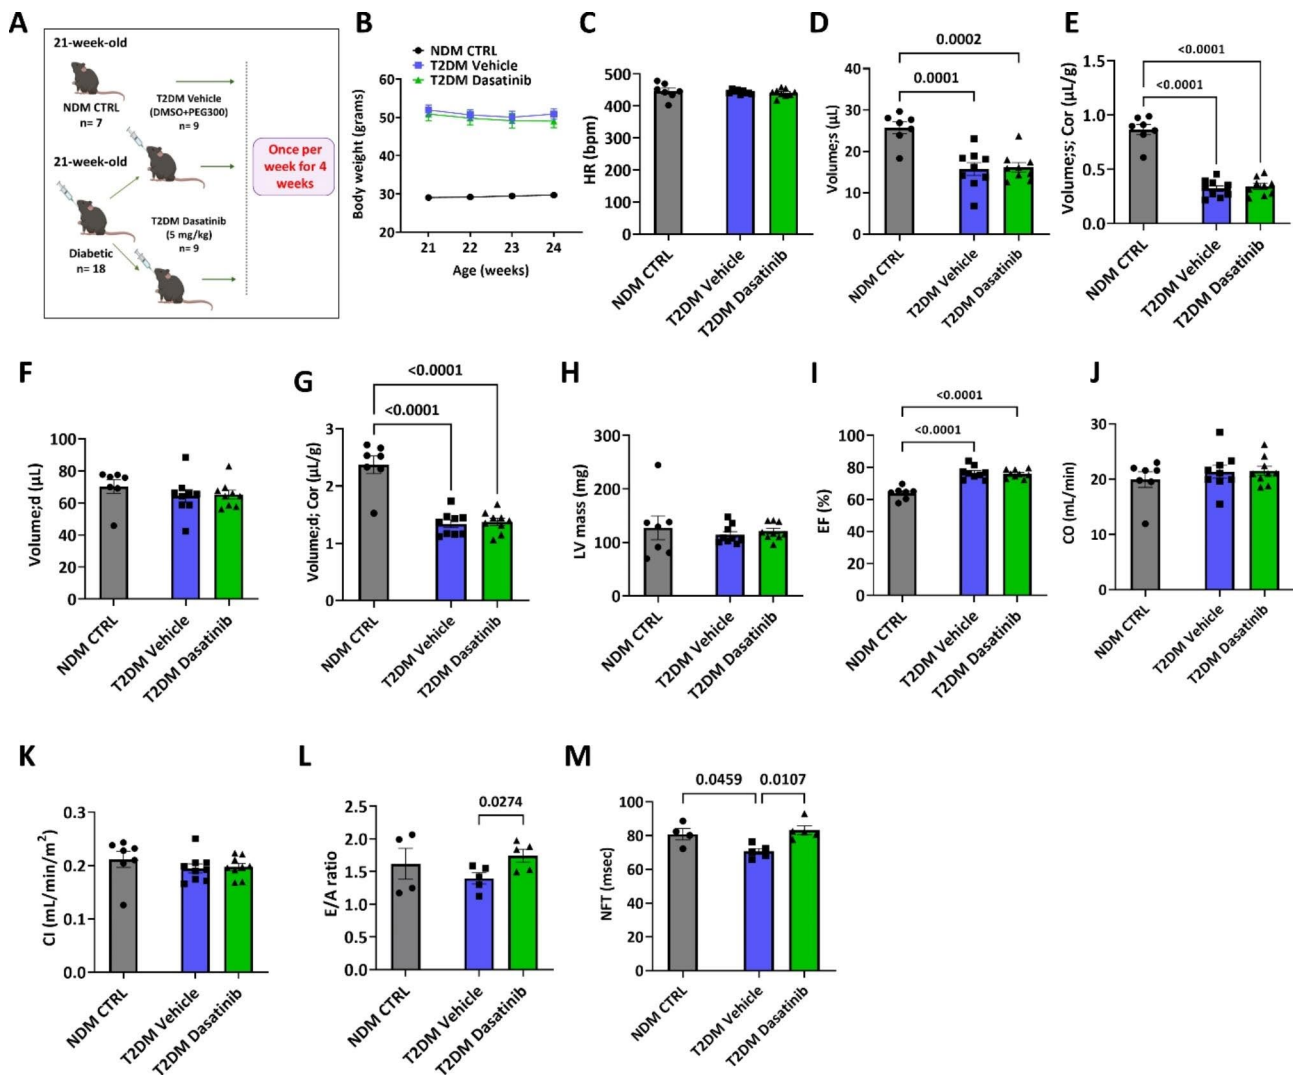 A
21-week-old
NDM CTRL
n= 7
T2DM Vehicle
(DMSO+PEG300)
n= 9
21-week-old
Once per
week for 4
weeks
T2DM Dasatinib
(5 mg/kg)
n= 9
Diabetic
n= 18
B
NDM CTRL
T2DM Vehicle
T2DM Dasatinib
Body weight (grams)
60
50
40
30
20
21 22 23 24
Age (weeks)
C
HR (bpm)
500
400
300
200
100
0
NDM CTRL
T2DM Vehicle
T2DM Dasatinib
D
0.0002
0.0001
Volume;s (µL)
40
30
20
10
0
NDM CTRL
T2DM Vehicle
T2DM Dasatinib
E
<0.0001
<0.0001
Volume;s; Cor (µL/g)
1.5
1.0
0.5
0.0
NDM CTRL
T2DM Vehicle
T2DM Dasatinib
F
Volume;d (µL)
100
80
60
40
20
0
NDM CTRL
T2DM Vehicle
T2DM Dasatinib
G
<0.0001
<0.0001
Volume;d; Cor (µL/g)
3
2
1
0
NDM CTRL
T2DM Vehicle
T2DM Dasatinib
H
LV mass (mg)
300
200
100
0
NDM CTRL
T2DM Vehicle
T2DM Dasatinib
I
<0.0001
<0.0001
EF (%)
100
80
60
40
20
0
NDM CTRL
T2DM Vehicle
T2DM Dasatinib
J
CO (mL/min)
30
20
10
0
NDM CTRL
T2DM Vehicle
T2DM Dasatinib
K
CI (mL/min/m²)
0.3
0.2
0.1
0.0
NDM CTRL
T2DM Vehicle
T2DM Dasatinib
L
0.0274
E/A ratio
2.5
2.0
1.5
1.0
0.5
0.0
NDM CTRL
T2DM Vehicle
T2DM Dasatinib
M
0.0459 0.0107
NFT (msec)
100
80
60
40
20
0
NDM CTRL
T2DM Vehicle
T2DM Dasatinib